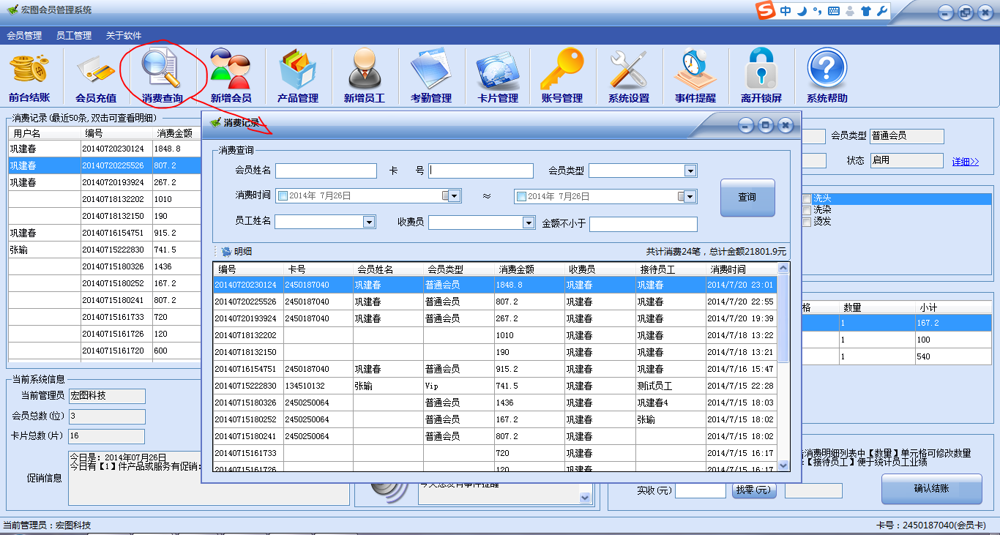 宏图会员管理系统
中
会员管理 员工管理 关于软件
前台结账 会员充值 消费查询 新增会员 产品管理 新增员工 考勤管理 卡片管理 账号管理 系统设置 事件提醒 离开锁屏 系统帮助
消费记录(最近50条,双击可查看明细)
用户名 编号 消费金额
巩建春 20140720230124 1848.8
巩建春 20140720225526 807.2
巩建春 20140720193924 267.2
20140718132202 1010
20140718132150 190
巩建春 20140716154751 915.2
张瑜 20140715222830 741.5
20140715180326 1436
20140715180252 167.2
20140715180241 807.2
20140715161733 720
20140715161726 120
20140715161720 600
当前系统信息
当前管理员 宏图科技
会员总数(位) 3
卡片总数(片) 16
促销信息
今日是: 2014年07月26日
今日有【1】件产品或服务有促销:
消费记录
消费查询
会员姓名 卡 号 会员类型
消费时间 2014年 7月26日 ≈ 2014年 7月26日
查询
员工姓名 收费员 金额不小于
明细 共计消费24笔，总计金额21801.9元
编号 卡号 会员姓名 会员类型 消费金额 收费员 接待员工 消费时间
20140720230124 2450187040 巩建春 普通会员 1848.8 巩建春 巩建春 2014/7/20 23:01
20140720225526 2450187040 巩建春 普通会员 807.2 巩建春 巩建春 2014/7/20 22:55
20140720193924 2450187040 巩建春 普通会员 267.2 巩建春 巩建春 2014/7/20 19:39
20140718132202 1010 巩建春 巩建春 2014/7/18 13:22
20140718132150 190 巩建春 巩建春 2014/7/18 13:21
20140716154751 2450187040 巩建春 普通会员 915.2 巩建春 巩建春 2014/7/16 15:47
20140715222830 134510132 张瑜 Vip 741.5 巩建春 测试员工 2014/7/15 22:28
20140715180326 2450250064 普通会员 1436 巩建春 巩建春4 2014/7/15 18:03
20140715180252 2450250064 普通会员 167.2 巩建春 张瑜 2014/7/15 18:02
20140715180241 2450250064 普通会员 807.2 巩建春 2014/7/15 18:02
20140715161733 720 巩建春 2014/7/15 16:17
20140715161726 120 巩建春 2014/7/15 16:17
会员类型 普通会员
状态 启用 详细>>
洗头
洗染
烫发
格 数量 小计
1 167.2
1 100
1 540
消费明细列表中【数量】单元格可修改数量
【接待员工】便于统计员工业绩
今天您没有事件提醒
实收(元) 找零(元) 确认结账
当前管理员：宏图科技 卡号：2450187040(会员卡)